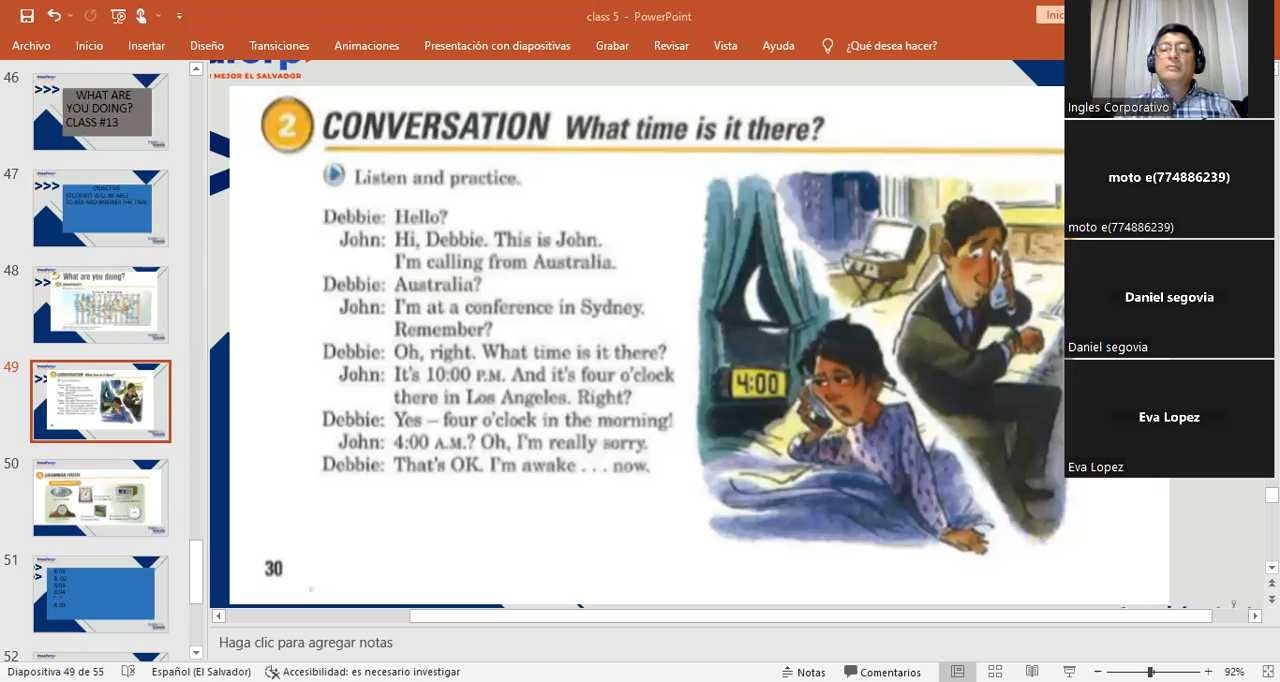 class 5 - PowerPoint
Inic
Archivo
Inicio
Insertar
Diseño
Transiciones
Animaciones
Presentación con diapositivas
Grabar
Revisar
Vista
Ayuda
¿Qué desea hacer?
46
WHAT ARE
YOU DOING?
CLASS #13
47
OBJECTIVE
48
What are you doing?
49
50
GRAMMAR FOCUS
51
52
MEJOR EL SALVADOR
2 CONVERSATION What time is it there?
Listen and practice.
Debbie: Hello?
John: Hi, Debbie. This is John.
I'm calling from Australia.
Debbie: Australia?
John: I'm at a conference in Sydney.
Remember?
Debbie: Oh, right. What time is it there?
John: It's 10:00 P.M. And it's four o'clock
there in Los Angeles. Right?
Debbie: Yes – four o'clock in the morning!
John: 4:00 A.M.? Oh, I'm really sorry.
Debbie: That's OK. I'm awake . . . now.
4:00
30
Ingles Corporativo
moto e(774886239)
moto e(774886239)
Daniel segovia
Daniel segovia
Eva Lopez
Eva Lopez
Haga clic para agregar notas
Diapositiva 49 de 55
Español (El Salvador)
Accesibilidad: es necesario investigar
Notas
Comentarios
92%